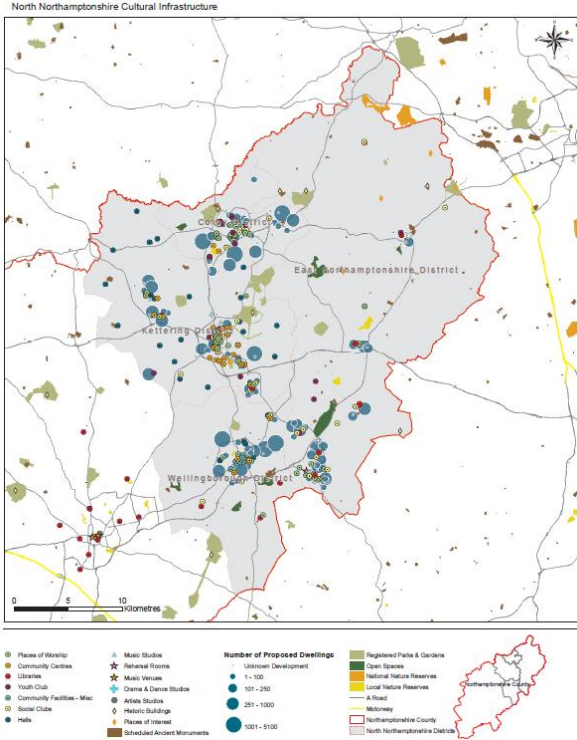 North Northamptonshire Cultural Infrastructure
Corby District
East Northamptonshire District
Kettering District
Wellingborough District
0 5 10
Kilometres
Places of Worship
Community Centres
Libraries
Youth Club
Community Facilities - Misc
Social Clubs
Halls
Music Studios
Rehersal Rooms
Music Venues
Drama & Dance Studios
Artists Studios
Historic Buildings
Places of Interest
Scheduled Ancient Monuments
Number of Proposed Dwellings
Unknown Development
1 - 100
101 - 250
251 - 1000
1001 - 5100
Registered Parks & Gardens
Open Spaces
National Nature Reserves
Local Nature Reserves
A Road
Motorway
Northamptonshire County
North Northamptonshire Districts
Northamptonshire County